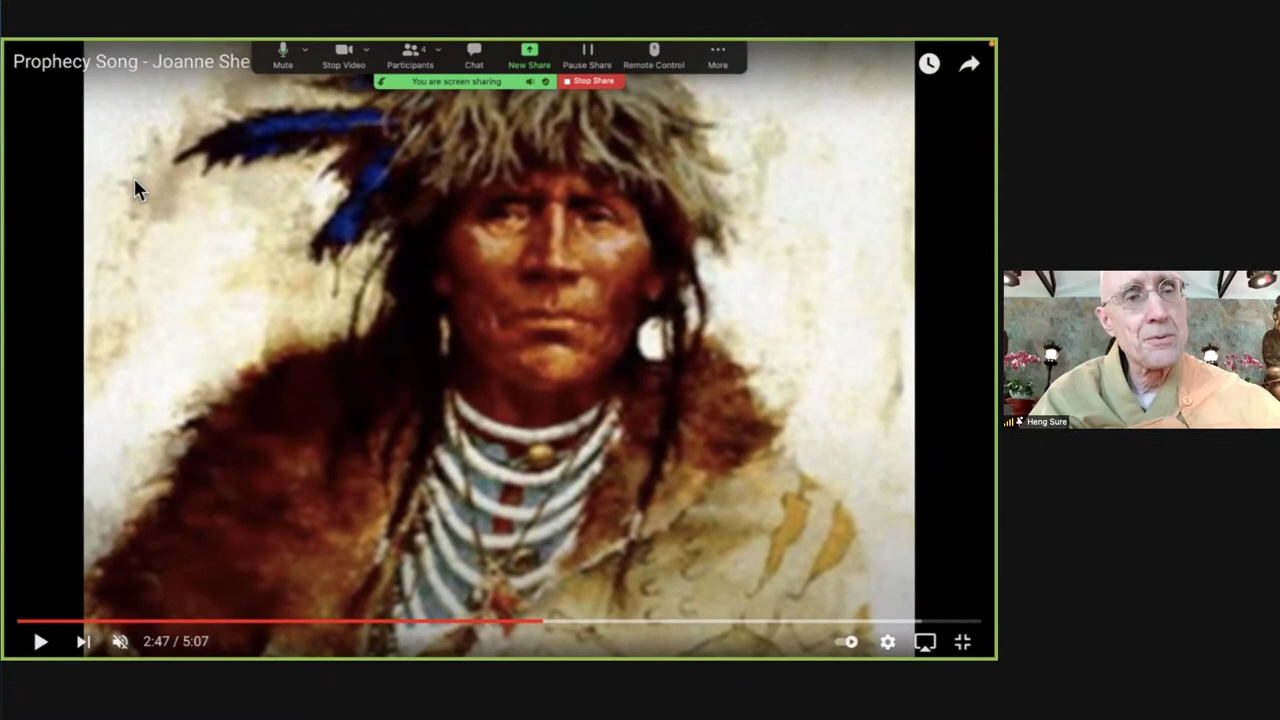 Prophecy Song - Joanne She
Mute
Stop Video
4
Participants
Chat
New Share
Pause Share
Remote Control
More
You are screen sharing
Stop Share
2:47 / 5:07
Heng Sure